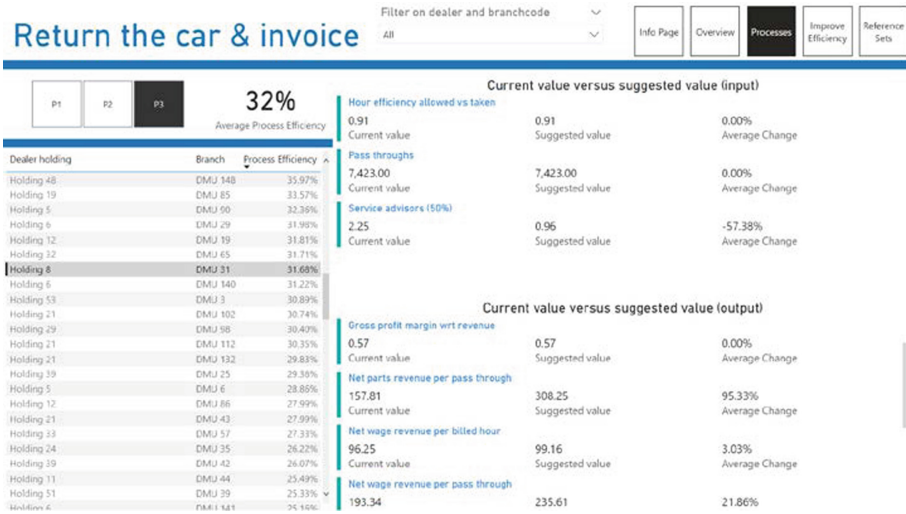 Return the car & invoice
Filter on dealer and branchcode
All
Info Page
Overview
Processes
Improve
Efficiency
Reference
Sets
P1
P2
P3
32%
Average Process Efficiency
Dealer holding Branch Process Efficiency
Holding 48 DMU 148 35.97%
Holding 19 DMU 85 33.57%
Holding 5 DMU 90 32.36%
Holding 6 DMU 29 31.98%
Holding 12 DMU 19 31.81%
Holding 32 DMU 65 31.71%
Holding 8 DMU 31 31.68%
Holding 6 DMU 140 31.22%
Holding 53 DMU 3 30.89%
Holding 21 DMU 102 30.74%
Holding 29 DMU 98 30.40%
Holding 21 DMU 112 30.35%
Holding 21 DMU 132 29.83%
Holding 39 DMU 25 29.36%
Holding 5 DMU 6 28.86%
Holding 12 DMU 86 27.99%
Holding 21 DMU 43 27.99%
Holding 33 DMU 57 27.33%
Holding 24 DMU 35 26.22%
Holding 39 DMU 42 26.07%
Holding 11 DMU 44 25.49%
Holding 51 DMU 39 25.33%
Holding 6 DMU 141 25.16%
Current value versus suggested value (input)
Hour efficiency allowed vs taken
0.91 0.91 0.00%
Current value Suggested value Average Change
Pass throughs
7,423.00 7,423.00 0.00%
Current value Suggested value Average Change
Service advisors (50%)
2.25 0.96 -57.38%
Current value Suggested value Average Change
Current value versus suggested value (output)
Gross profit margin wrt revenue
0.57 0.57 0.00%
Current value Suggested value Average Change
Net parts revenue per pass through
157.81 308.25 95.33%
Current value Suggested value Average Change
Net wage revenue per billed hour
96.25 99.16 3.03%
Current value Suggested value Average Change
Net wage revenue per pass through
193.34 235.61 21.86%